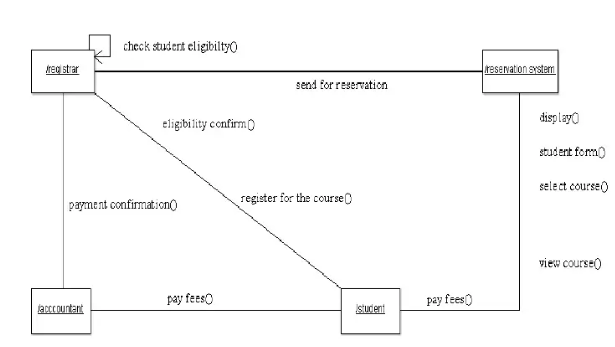 check student eligibilty()
/registrar
/reservation system
send for reservation
display()
eligibility confirm()
student form()
select course()
register for the course()
payment confirmation()
view course()
pay fees()
pay fees()
/acccountant
/student